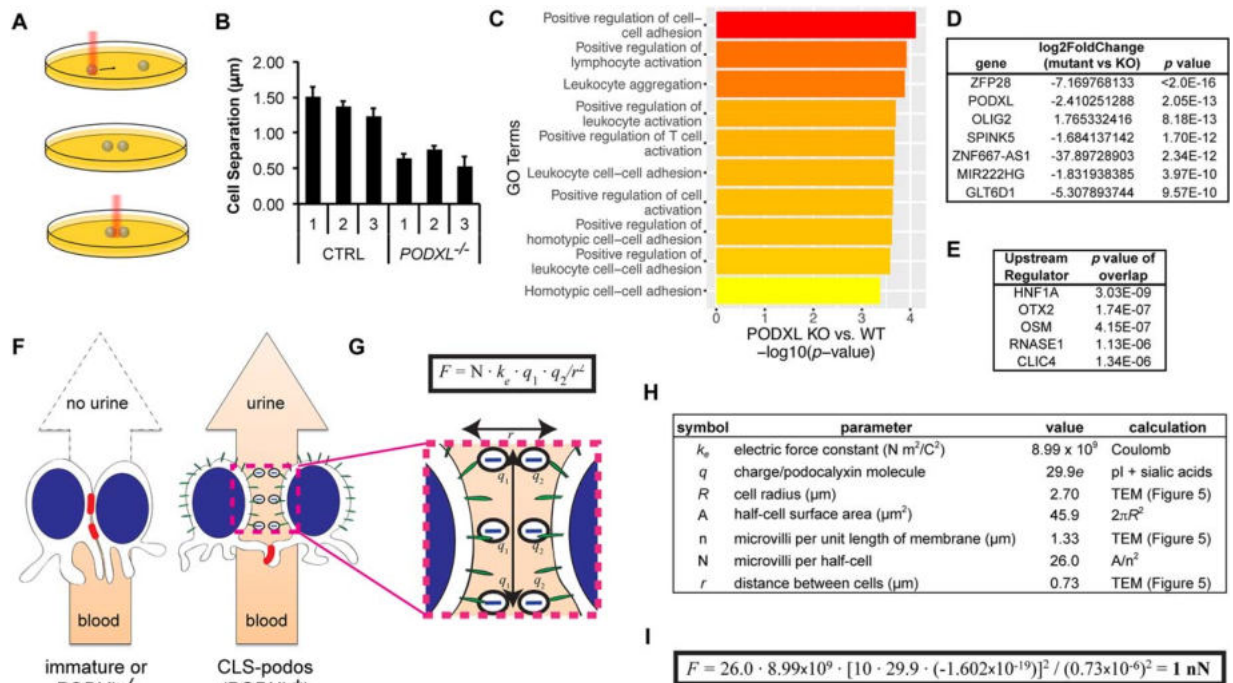 A
B
Cell Separation (µm)
2.00
1.50
1.00
0.50
0.00
1 2 3 1 2 3
CTRL PODXL-/-
C
GO Terms
Positive regulation of cell-
cell adhesion
Positive regulation of
lymphocyte activation
Leukocyte aggregation
Positive regulation of
leukocyte activation
Positive regulation of T cell
activation
Leukocyte cell-cell adhesion
Positive regulation of cell
activation
Positive regulation of
homotypic cell-cell adhesion
Positive regulation of
leukocyte cell-cell adhesion
Homotypic cell-cell adhesion
0 1 2 3 4
PODXL KO vs. WT
-log10(p-value)
D
log2FoldChange
gene (mutant vs KO) p value
ZFP28 -7.169768133 <2.0E-16
PODXL -2.410251288 2.05E-13
OLIG2 1.765332416 8.18E-13
SPINK5 -1.684137142 1.70E-12
ZNF667-AS1 -37.89728903 2.34E-12
MIR222HG -1.831938385 3.97E-10
GLT6D1 -5.307893744 9.57E-10
E
Upstream p value of
Regulator overlap
HNF1A 3.03E-09
OTX2 1.74E-07
OSM 4.15E-07
RNASE1 1.13E-06
CLIC4 1.34E-06
F
no urine
urine
blood
blood
immature or
CLS-podos
G
F = N · ke · q1 · q2/r2
r
q1 q2
q1 q2
q1 q2
H
symbol parameter value calculation
ke electric force constant (N m2/C2) 8.99 x 10⁹ Coulomb
q charge/podocalyxin molecule 29.9e pI + sialic acids
R cell radius (µm) 2.70 TEM (Figure 5)
A half-cell surface area (µm2) 45.9 2πR2
n microvilli per unit length of membrane (µm) 1.33 TEM (Figure 5)
N microvilli per half-cell 26.0 A/n2
r distance between cells (µm) 0.73 TEM (Figure 5)
I
F = 26.0 · 8.99×10⁹ · [10 · 29.9 · (-1.602×10⁻¹⁹)]² / (0.73×10⁻⁶)² = 1 nN